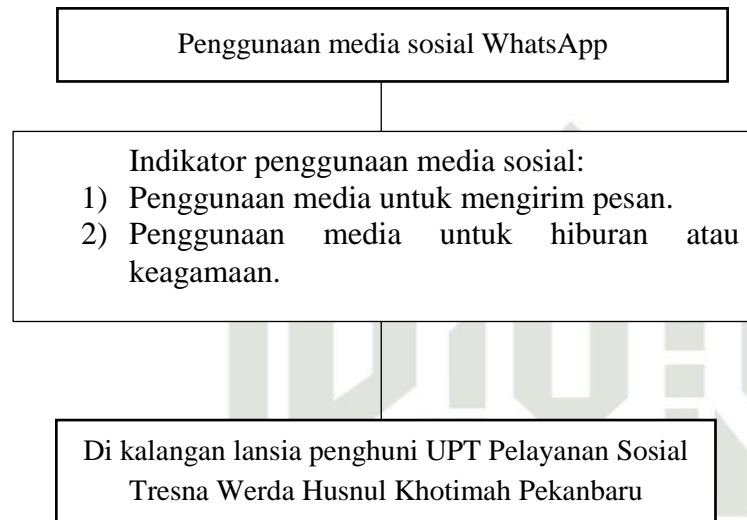 Penggunaan media sosial WhatsApp
Indikator penggunaan media sosial:
1) Penggunaan media untuk mengirim pesan.
2) Penggunaan media untuk hiburan atau
keagamaan.
Di kalangan lansia penghuni UPT Pelayanan Sosial
Tresna Werda Husnul Khotimah Pekanbaru